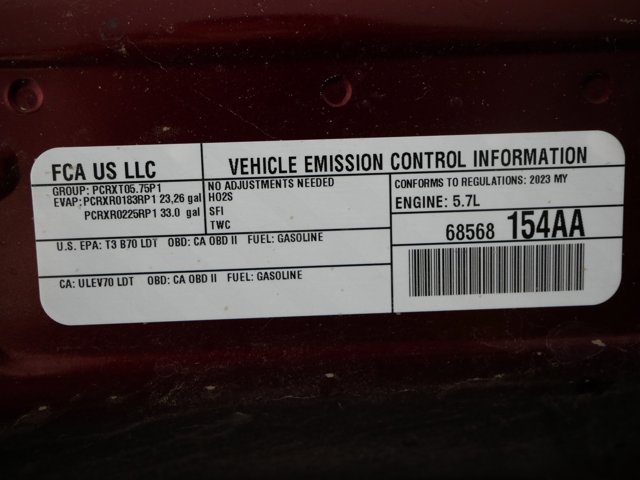 FCA US LLC
GROUP: PCRXT05.75P1
EVAP: PCRXR0183RP1 23,26 gal
PCRXR0225RP1 33.0 gal
VEHICLE EMISSION CONTROL INFORMATION
NO ADJUSTMENTS NEEDED
HO2S
SFI
TWC
CONFORMS TO REGULATIONS: 2023 MY
ENGINE: 5.7L
68568 154AA
U.S. EPA: T3 B70 LDT OBD: CA OBD II FUEL: GASOLINE
CA: ULEV70 LDT OBD: CA OBD II FUEL: GASOLINE